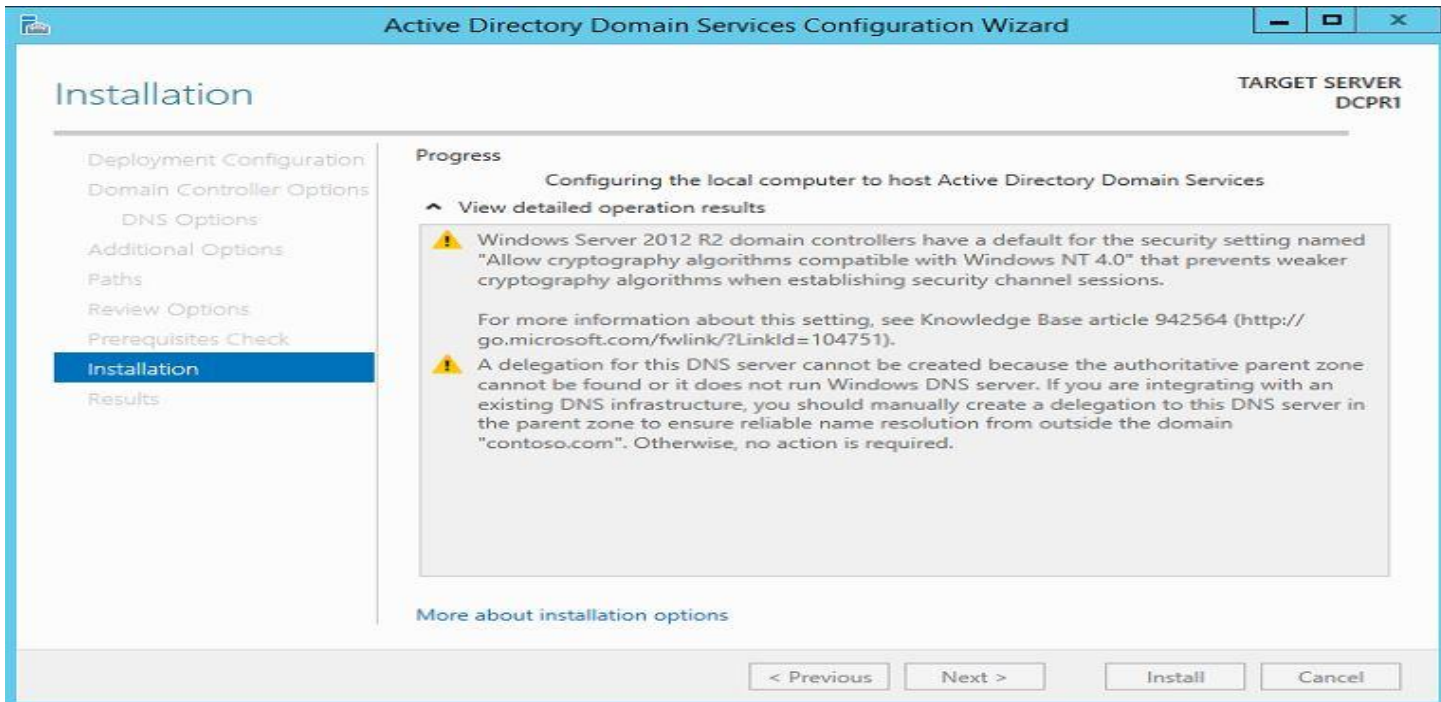 Active Directory Domain Services Configuration Wizard
Installation
TARGET SERVER
DCPR1
Deployment Configuration
Domain Controller Options
DNS Options
Additional Options
Paths
Review Options
Prerequisites Check
Installation
Results
Progress
Configuring the local computer to host Active Directory Domain Services
View detailed operation results
Windows Server 2012 R2 domain controllers have a default for the security setting named
"Allow cryptography algorithms compatible with Windows NT 4.0" that prevents weaker
cryptography algorithms when establishing security channel sessions.
For more information about this setting, see Knowledge Base article 942564 (http://
go.microsoft.com/fwlink/?LinkId=104751).
A delegation for this DNS server cannot be created because the authoritative parent zone
cannot be found or it does not run Windows DNS server. If you are integrating with an
existing DNS infrastructure, you should manually create a delegation to this DNS server in
the parent zone to ensure reliable name resolution from outside the domain
"contoso.com". Otherwise, no action is required.
More about installation options
< Previous
Next >
Install
Cancel